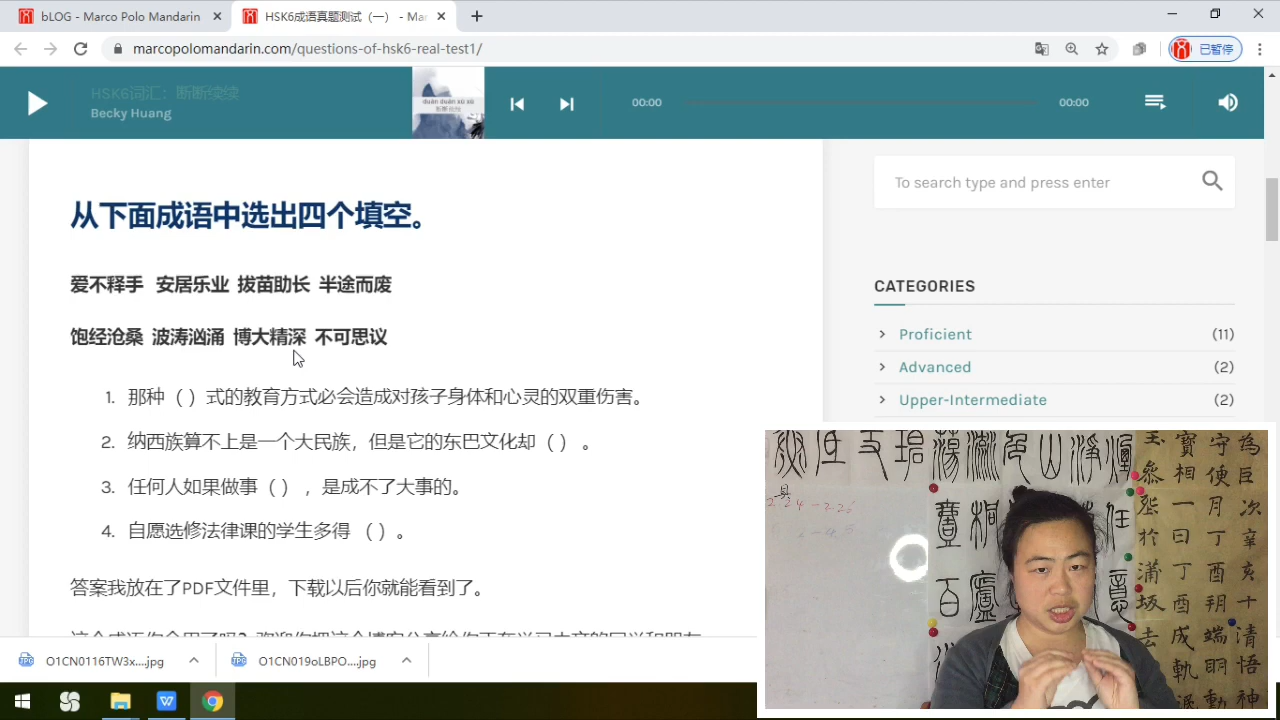 bLOG - Marco Polo Mandarin
HSK6成语真题测试（一） - Mar
marcopolomandarin.com/questions-of-hsk6-real-test1/
已暂停
HSK6词汇：断断续续
Becky Huang
duàn duàn xù xù
断断续续
00:00
00:00
从下面成语中选出四个填空。
爱不释手 安居乐业 拔苗助长 半途而废
饱经沧桑 波涛汹涌 博大精深 不可思议
1. 那种（ ）式的教育方式必会造成对孩子身体和心灵的双重伤害。
2. 纳西族算不上是一个大民族，但是它的东巴文化却（ ）。
3. 任何人如果做事（ ），是成不了大事的。
4. 自愿选修法律课的学生多得（ ）。
答案我放在了PDF文件里，下载以后你就能看到了。
To search type and press enter
CATEGORIES
Proficient (11)
Advanced (2)
Upper-Intermediate (2)
O1CN0116TW3x....jpg
O1CN019oLBPO....jpg